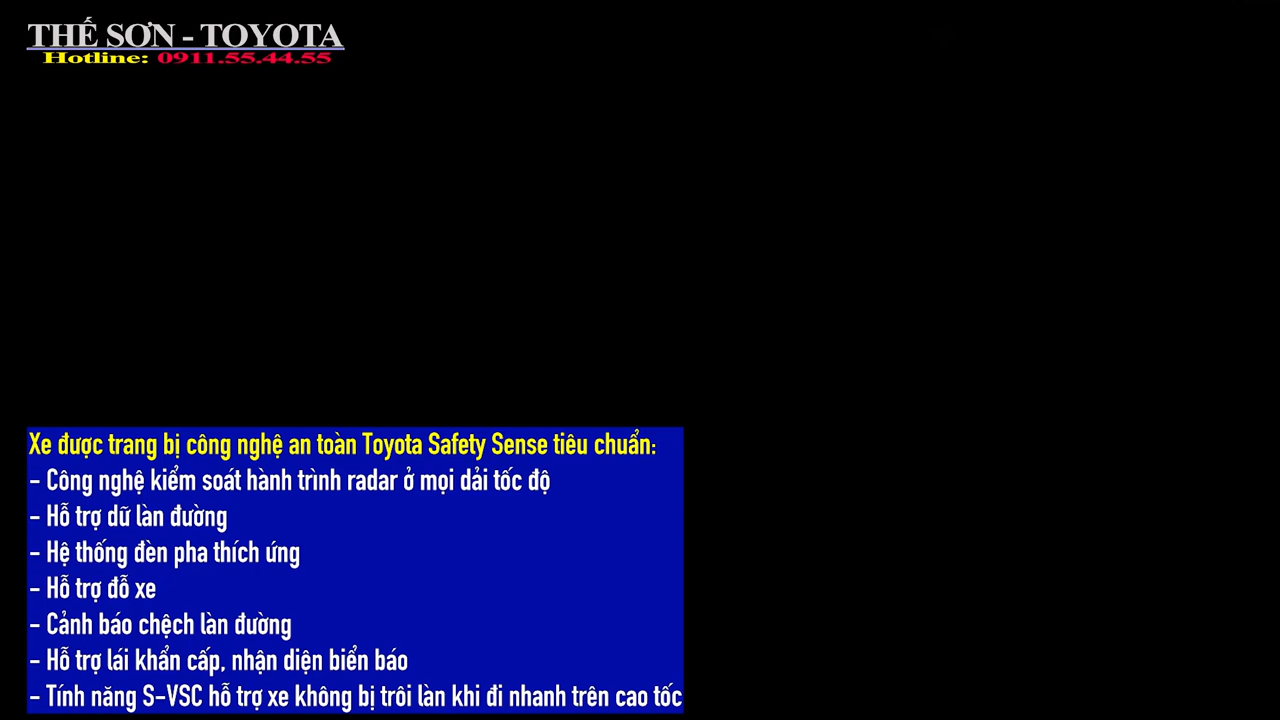 THẾ SƠN - TOYOTA
Hotline: 0911.55.44.55
Xe được trang bị công nghệ an toàn Toyota Safety Sense tiêu chuẩn:
- Công nghệ kiểm soát hành trình radar ở mọi dải tốc độ
- Hỗ trợ dữ làn đường
- Hệ thống đèn pha thích ứng
- Hỗ trợ đỗ xe
- Cảnh báo chệch làn đường
- Hỗ trợ lái khẩn cấp, nhận diện biển báo
- Tính năng S-VSC hỗ trợ xe không bị trôi làn khi đi nhanh trên cao tốc